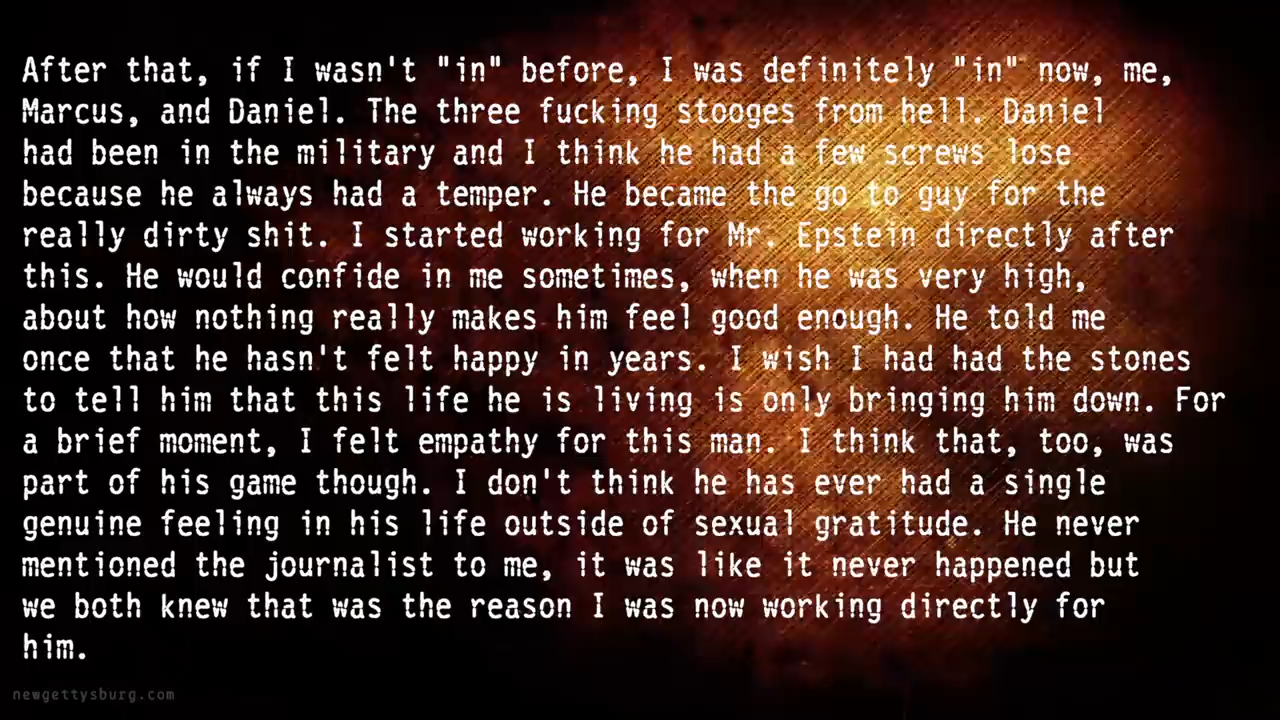 After that, if I wasn't "in" before, I was definitely "in" now, me,
Marcus, and Daniel. The three fucking stooges from hell. Daniel
had been in the military and I think he had a few screws lose
because he always had a temper. He became the go to guy for the
really dirty shit. I started working for Mr. Epstein directly after
this. He would confide in me sometimes, when he was very high,
about how nothing really makes him feel good enough. He told me
once that he hasn't felt happy in years. I wish I had had the stones
to tell him that this life he is living is only bringing him down. For
a brief moment, I felt empathy for this man. I think that, too, was
part of his game though. I don't think he has ever had a single
genuine feeling in his life outside of sexual gratitude. He never
mentioned the journalist to me, it was like it never happened but
we both knew that was the reason I was now working directly for
him.
newgettysburg.com